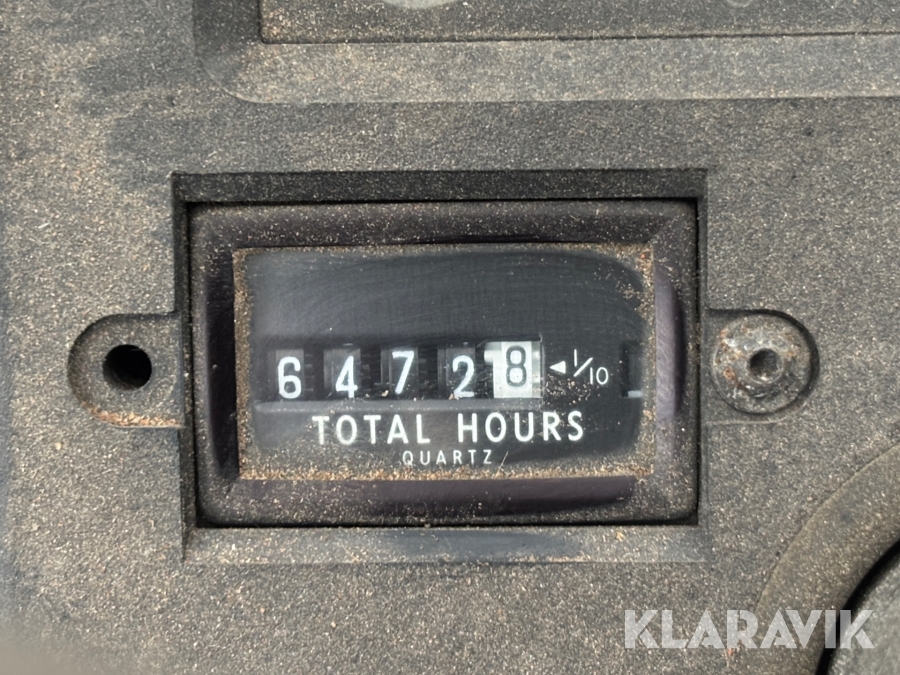 64728 ◄ 1/10
TOTAL HOURS
QUARTZ
KLARAVIK